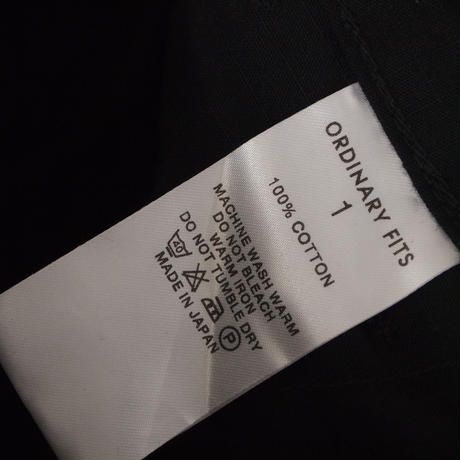 ORDINARY FITS
1
100% COTTON
MACHINE WASH WARM
DO NOT BLEACH
WARM IRON
DO NOT TUMBLE DRY
40 P
MADE IN JAPAN